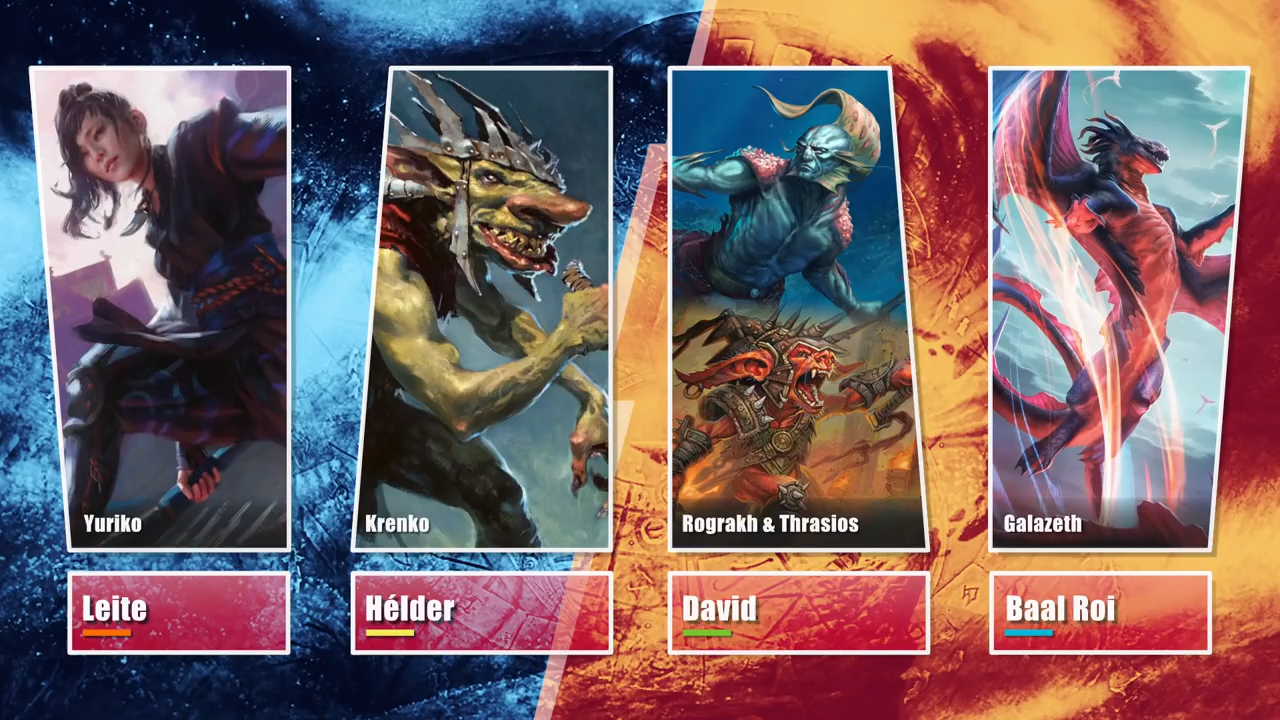 Yuriko
Krenko
Rograkh & Thrasios
Galazeth
Leite
Hélder
David
Baal Roi